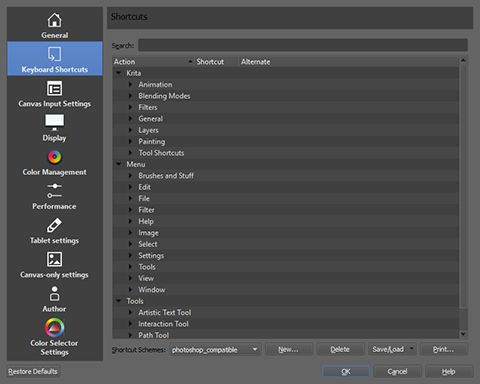 General
Keyboard Shortcuts
Canvas Input Settings
Display
Color Management
Performance
Tablet settings
Canvas-only settings
Author
Color Selector
Settings
Shortcuts
Search:
Action Shortcut Alternate
Krita
Animation
Blending Modes
Filters
General
Layers
Painting
Tool Shortcuts
Menu
Brushes and Stuff
Edit
File
Filter
Help
Image
Select
Settings
Tools
View
Window
Tools
Artistic Text Tool
Interaction Tool
Path Tool
Shortcut Schemes: photoshop_compatible New... Delete Save/Load Print...
Restore Defaults OK Cancel Help